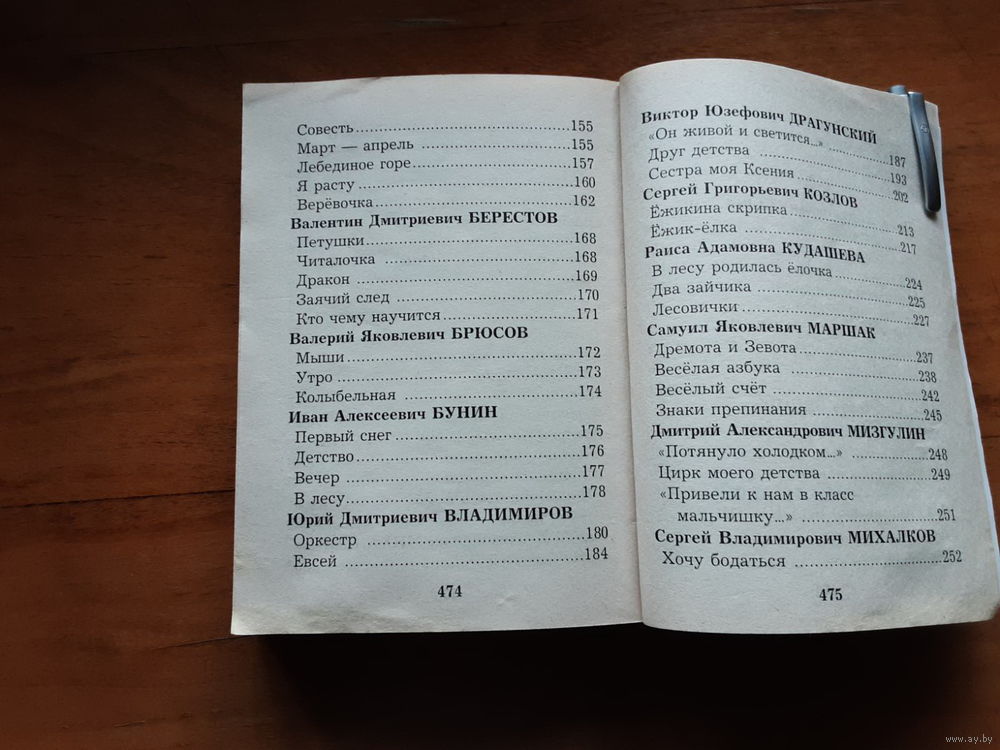 Совесть..............................155
Март — апрель ......................155
Лебединое горе.......................157
Я расту ..............................160
Верёвочка............................162
Валентин Дмитриевич БЕРЕСТОВ
Петушки..............................168
Читалочка ...........................168
Дракон ..............................169
Заячий след .........................170
Кто чему научится...................171
Валерий Яковлевич БРЮСОВ
Мыши.................................172
Утро .................................173
Колыбельная .........................174
Иван Алексеевич БУНИН
Первый снег..........................175
Детство...............................176
Вечер ................................177
В лесу................................178
Юрий Дмитриевич ВЛАДИМИРОВ
Оркестр ..............................180
Евсей ................................184
474
Виктор Юзефович ДРАГУНСКИЙ
«Он живой и светится...» ..........187
Друг детства ........................193
Сестра моя Ксения..................202
Сергей Григорьевич КОЗЛОВ
Ёжикина скрипка...................213
Ёжик-ёлка ..........................217
Раиса Адамовна КУДАШЕВА
В лесу родилась ёлочка............224
Два зайчика ........................225
Лесовички...........................227
Самуил Яковлевич МАРШАК
Дремота и Зевота...................237
Весёлая азбука .....................238
Весёлый счёт .......................242
Знаки препинания .................245
Дмитрий Александрович МИЗГУЛИН
«Потянуло холодком...» ............248
Цирк моего детства ................249
«Привели к нам в класс
мальчишку...» ......................251
Сергей Владимирович МИХАЛКОВ
Хочу бодаться ......................252
475
www.ay.by